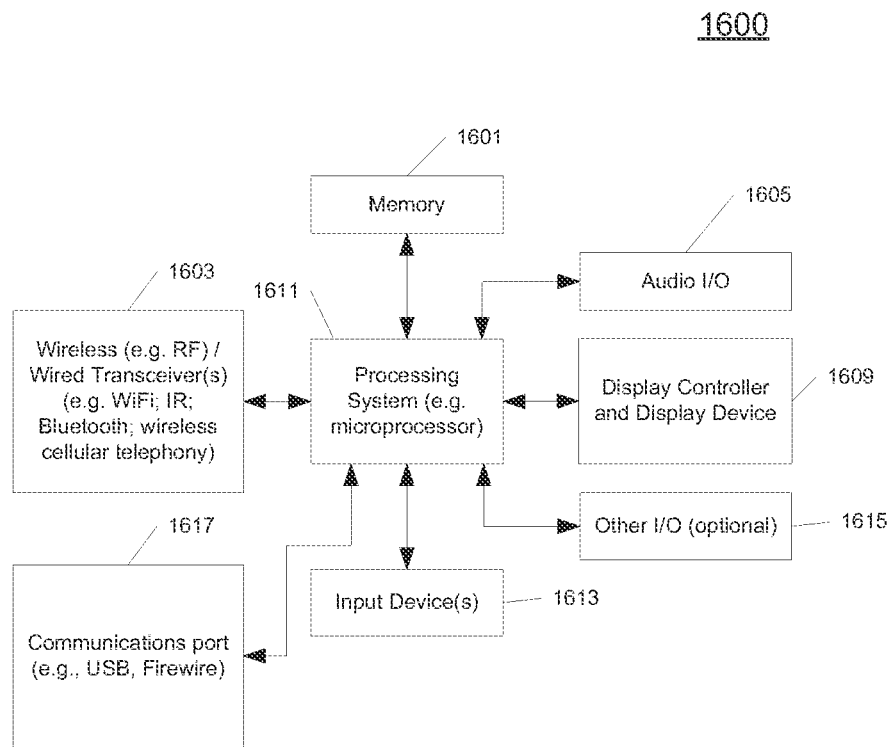 1600
1601
Memory
1605
Audio I/O
1603
1611
Wireless (e.g. RF) /
Wired Transceiver(s)
(e.g. WiFi; IR;
Bluetooth; wireless
cellular telephony)
Processing
System (e.g.
microprocessor)
Display Controller
and Display Device
1609
1617
Other I/O (optional)
1615
Input Device(s)
1613
Communications port
(e.g., USB, Firewire)